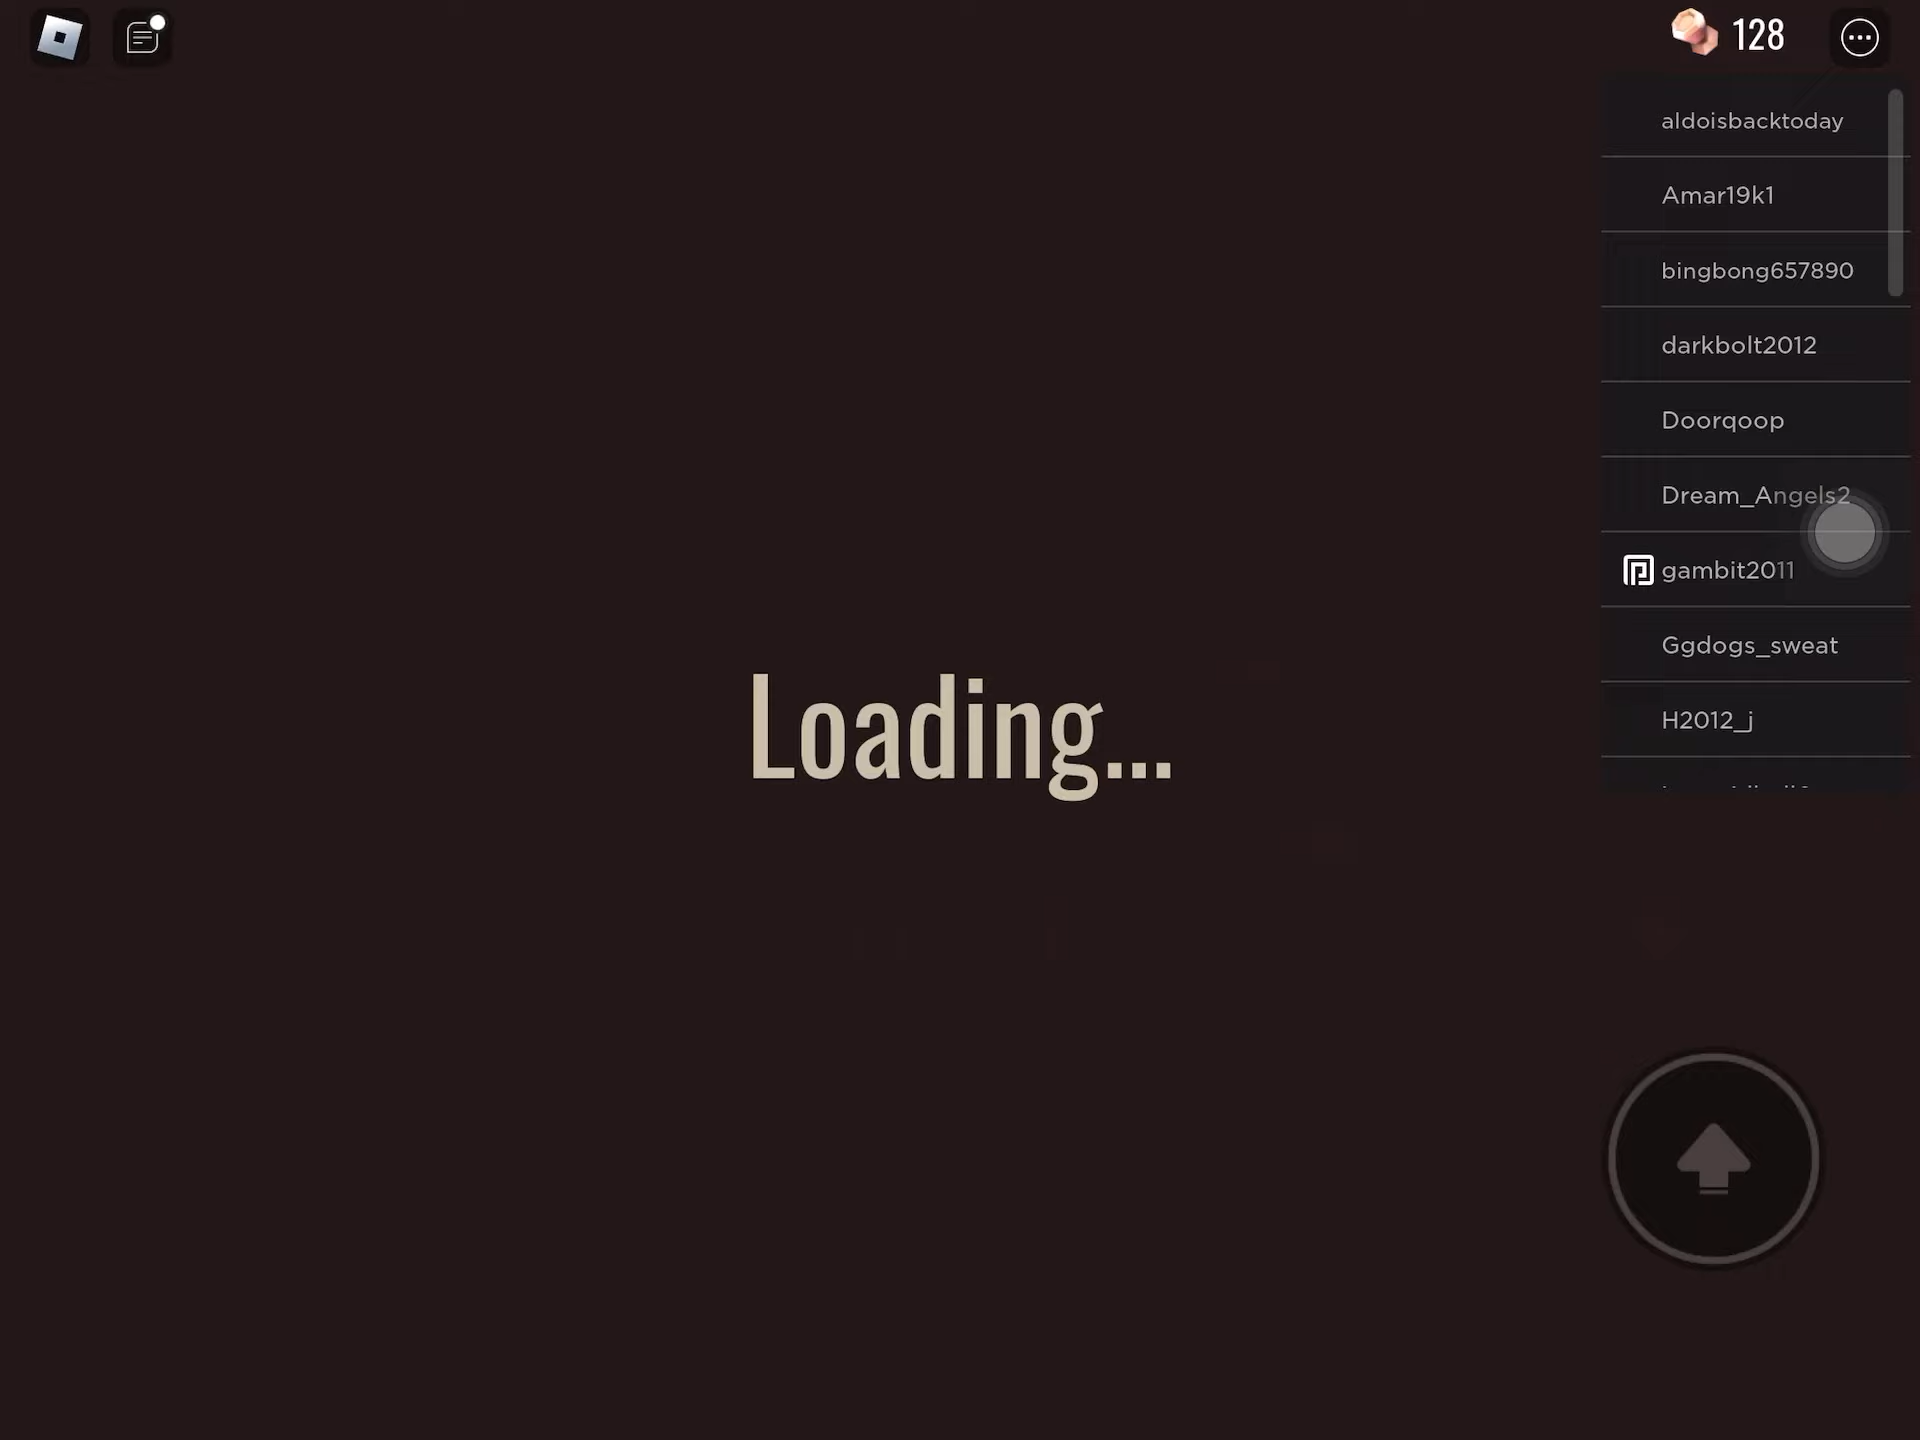 128
aldoisbacktoday
Amar19k1
bingbong657890
darkbolt2012
Doorqoop
Dream_Angels2
gambit2011
Ggdogs_sweat
H2012_j
Loading...